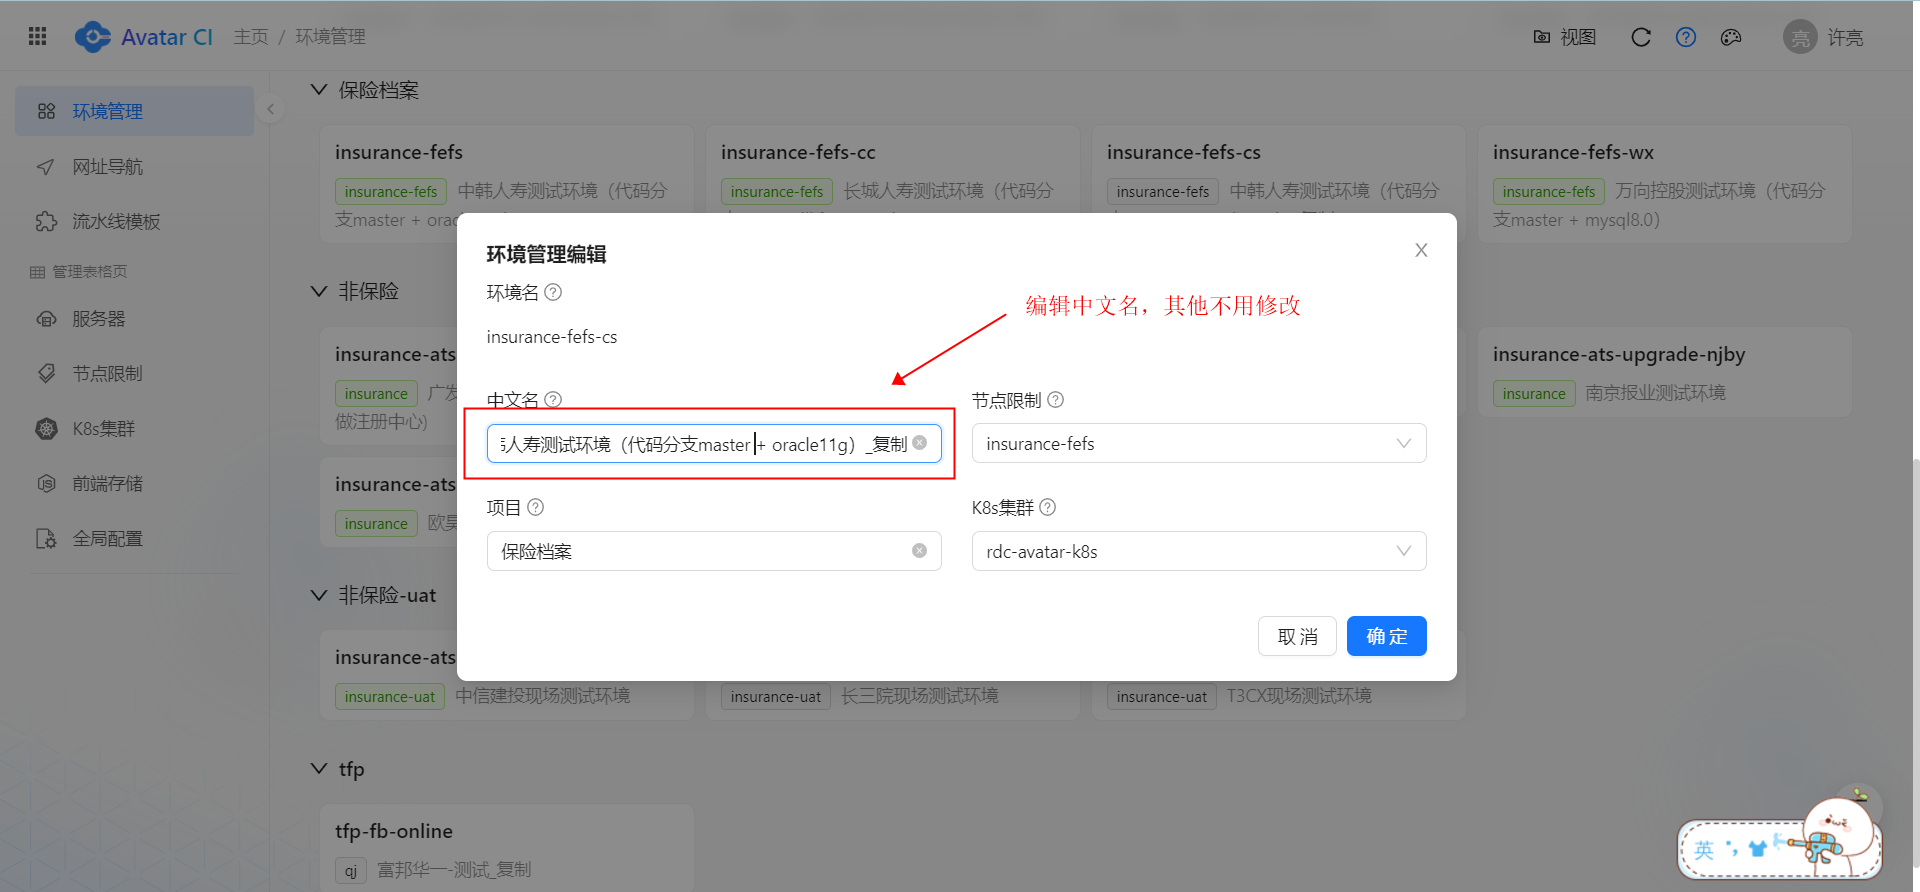 Avatar CI 主页 / 环境管理 视图 亮 许亮
环境管理
网址导航
流水线模板
管理表格页
服务器
节点限制
K8s集群
前端存储
全局配置
保险档案
insurance-fefs
insurance-fefs 中韩人寿测试环境（代码分
支master + orac
insurance-fefs-cc
insurance-fefs 长城人寿测试环境（代码分
insurance-fefs-cs
insurance-fefs 中韩人寿测试环境（代码分
insurance-fefs-wx
insurance-fefs 万向控股测试环境（代码分
支master + mysql8.0）
非保险
insurance-ats
insurance 广发
做注册中心)
insurance-ats-upgrade-njby
insurance 南京报业测试环境
insurance-ats
insurance 欧昊
非保险-uat
insurance-ats
insurance-uat 中信建投现场测试环境
insurance-uat 长三院现场测试环境
insurance-uat T3CX现场测试环境
tfp
tfp-fb-online
qj 富邦华一-测试_复制
环境管理编辑
环境名
insurance-fefs-cs
编辑中文名，其他不用修改
中文名
人寿测试环境（代码分支master + oracle11g）_复制
节点限制
insurance-fefs
项目
保险档案
K8s集群
rdc-avatar-k8s
取消 确定
英